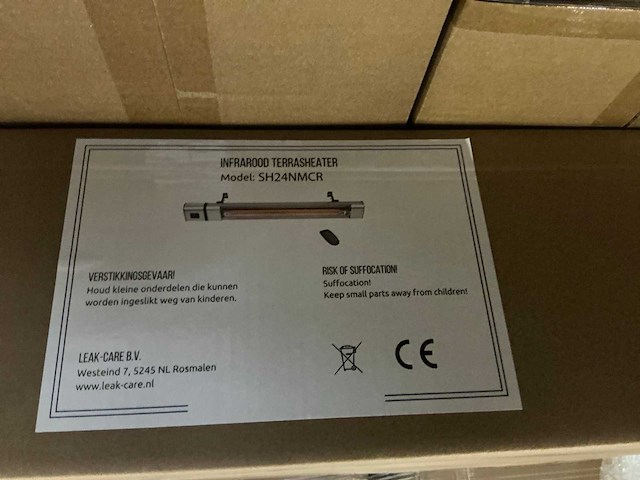 INFRAROOD TERRASHEATER
Model: SH24NMCR
VERSTIKKINGSGEVAAR!
Houd kleine onderdelen die kunnen
worden ingeslikt weg van kinderen.
RISK OF SUFFOCATION!
Suffocation!
Keep small parts away from children!
LEAK-CARE B.V.
Westeind 7, 5245 NL Rosmalen
www.leak-care.nl
CE